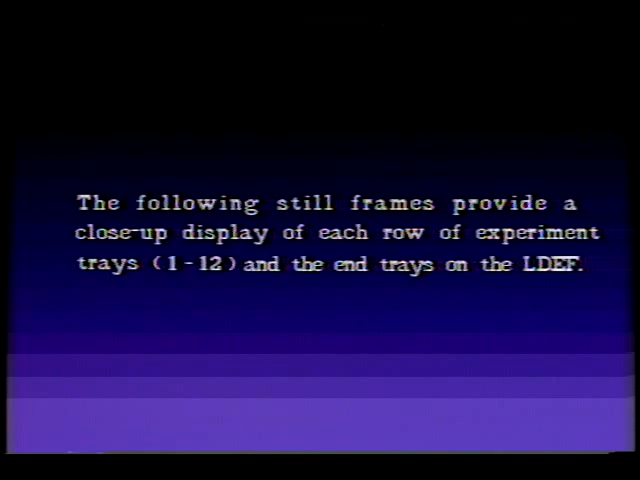 The following still frames provide a
close-up display of each row of experiment
trays (1-12) and the end trays on the LDEF.